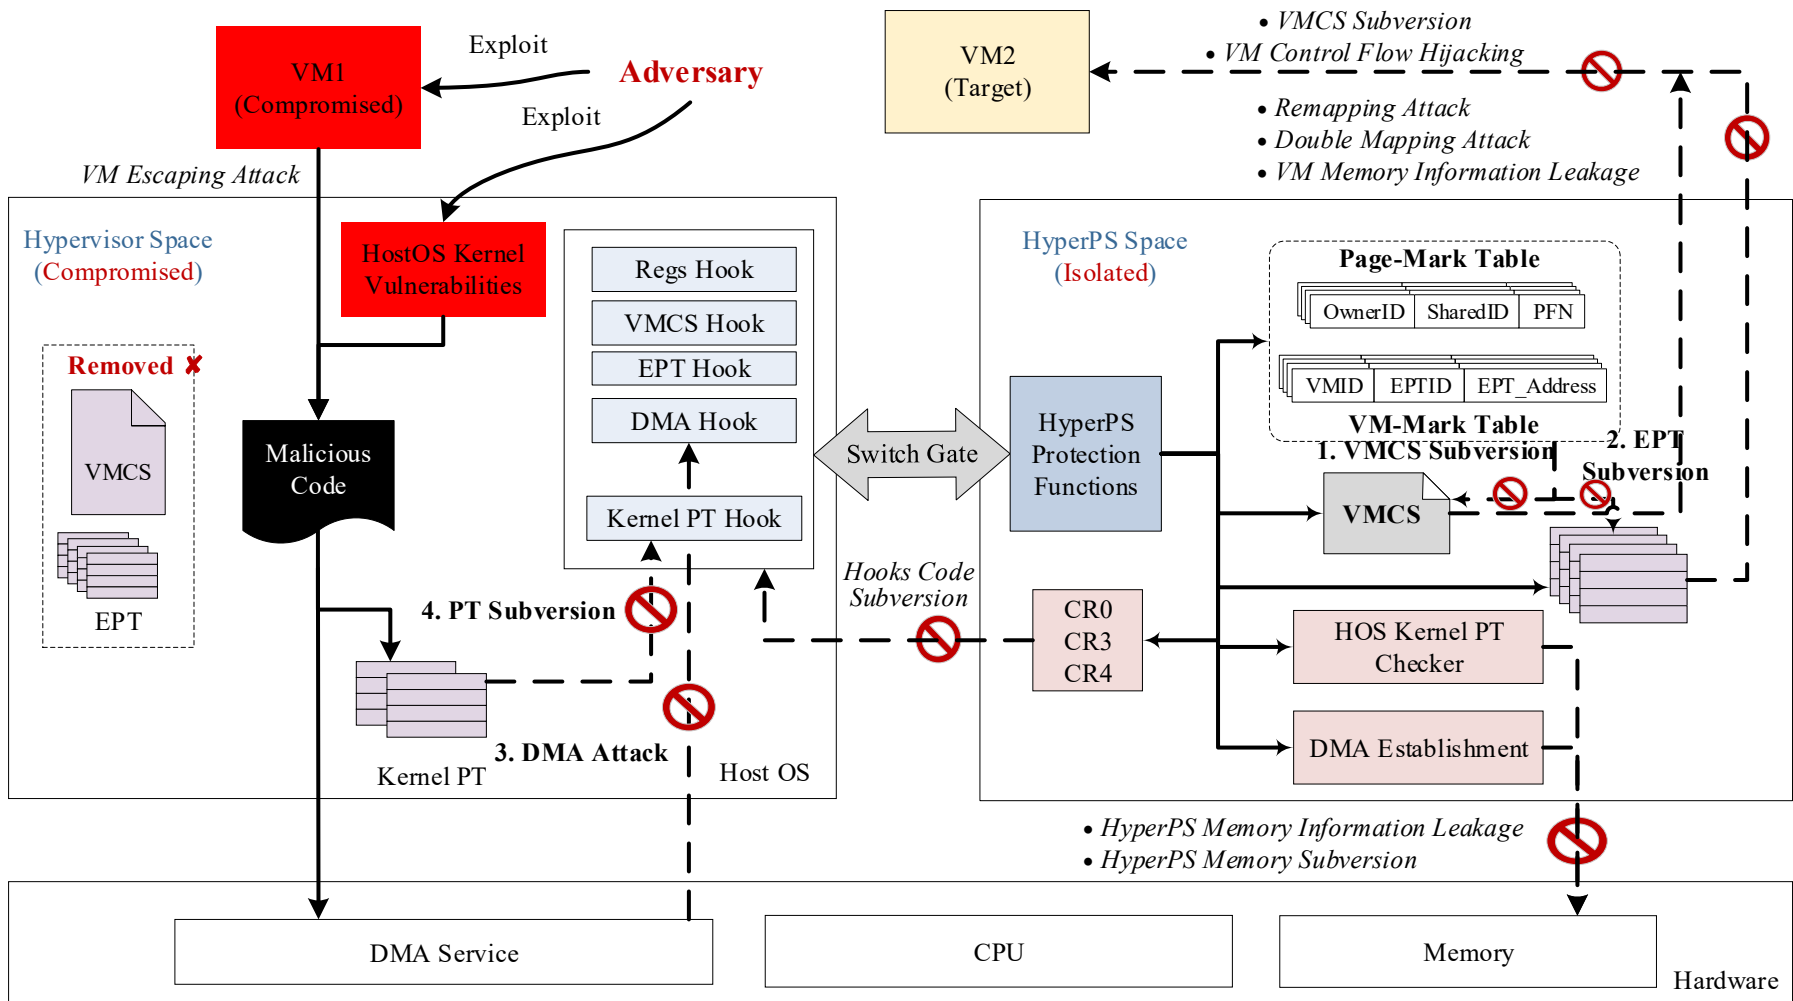 Exploit
VM1
(Compromised)
Adversary
Exploit
VM Escaping Attack
VM2
(Target)
• VMCS Subversion
• VM Control Flow Hijacking
• Remapping Attack
• Double Mapping Attack
• VM Memory Information Leakage
Hypervisor Space
(Compromised)
HostOS Kernel
Vulnerabilities
Removed ✘
VMCS
EPT
Malicious
Code
Regs Hook
VMCS Hook
EPT Hook
DMA Hook
Kernel PT Hook
4. PT Subversion
3. DMA Attack
Kernel PT
Host OS
Switch Gate
Hooks Code
Subversion
HyperPS Space
(Isolated)
HyperPS
Protection
Functions
Page-Mark Table
OwnerID SharedID PFN
VMID EPTID EPT_Address
VM-Mark Table
1. VMCS Subversion
2. EPT
Subversion
VMCS
CR0
CR3
CR4
HOS Kernel PT
Checker
DMA Establishment
• HyperPS Memory Information Leakage
• HyperPS Memory Subversion
DMA Service
CPU
Memory
Hardware